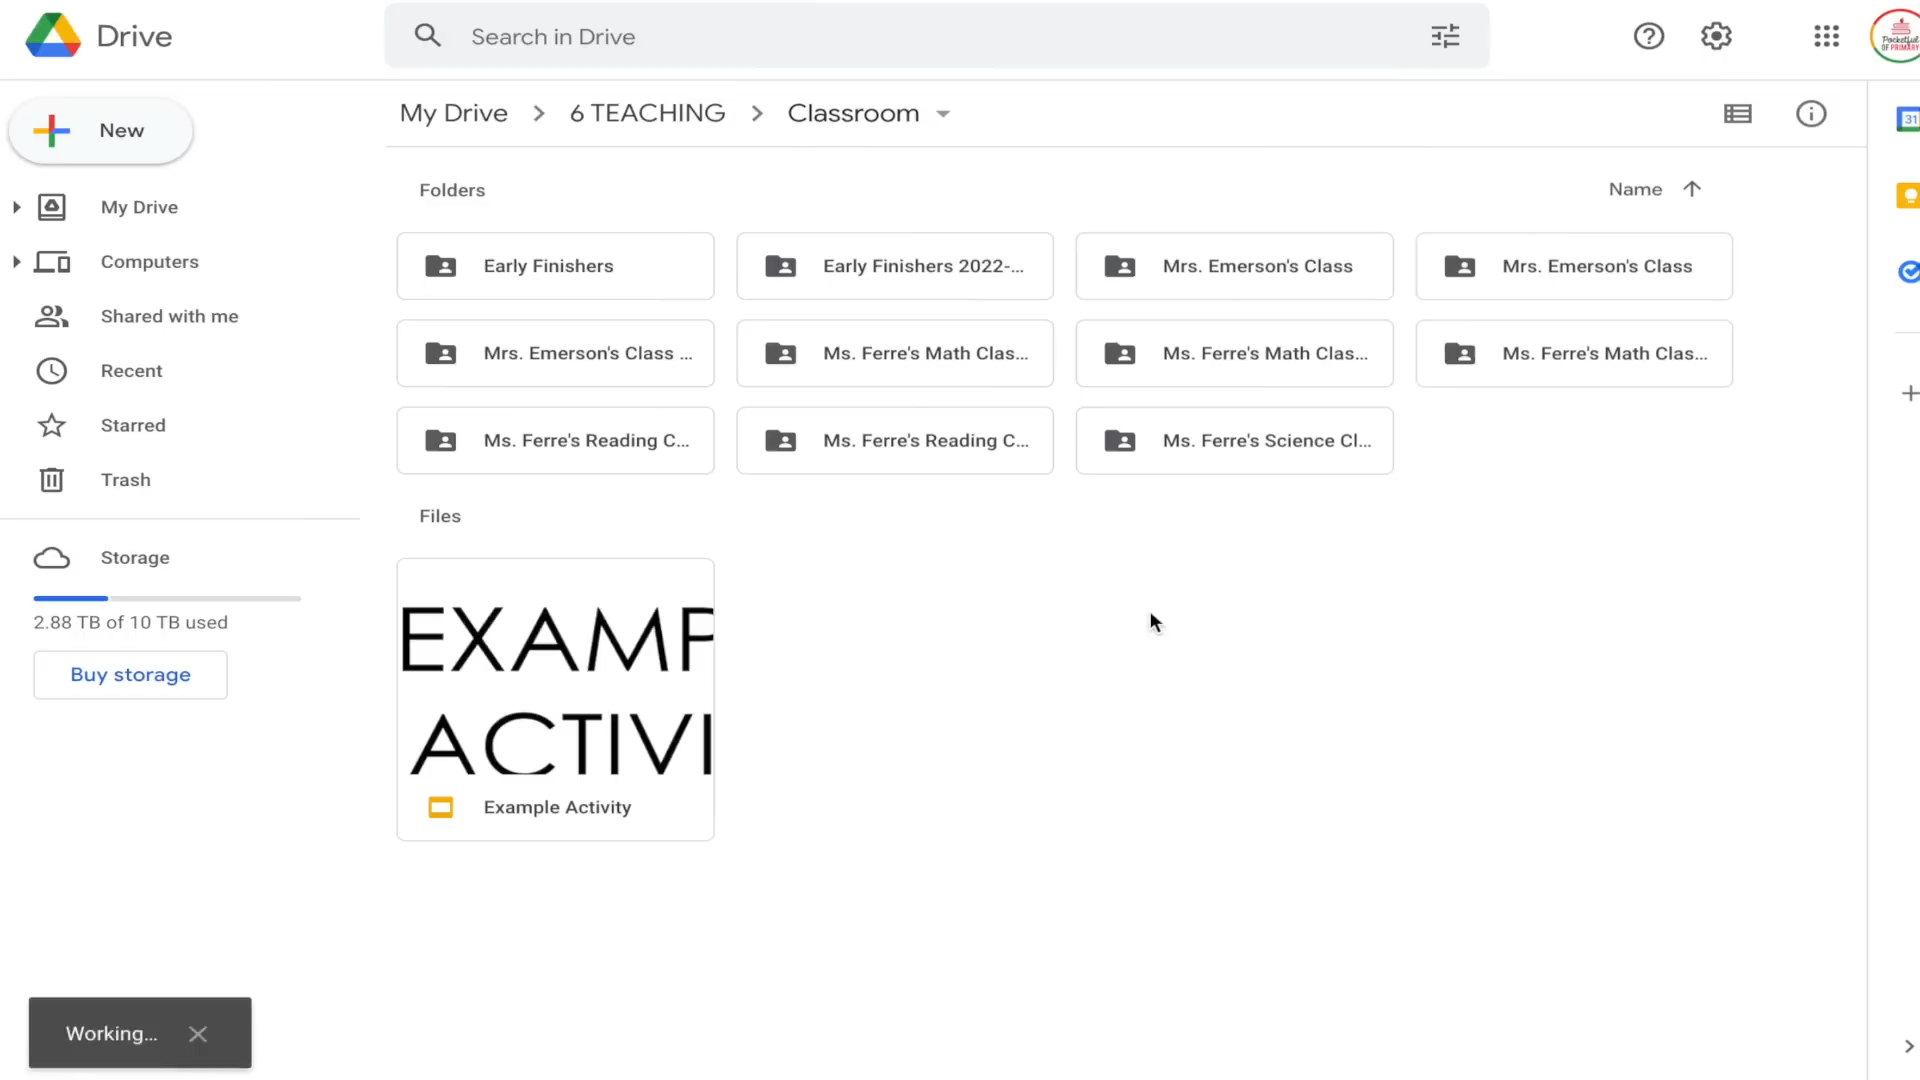 Drive
Search in Drive
Pocketful
OF PRIMARY
New
My Drive > 6 TEACHING > Classroom
31
My Drive
Computers
Shared with me
Recent
Starred
Trash
Storage
2.88 TB of 10 TB used
Buy storage
Folders
Name
Early Finishers
Early Finishers 2022-...
Mrs. Emerson's Class
Mrs. Emerson's Class
Mrs. Emerson's Class ...
Ms. Ferre's Math Clas...
Ms. Ferre's Math Clas...
Ms. Ferre's Math Clas...
Ms. Ferre's Reading C...
Ms. Ferre's Reading C...
Ms. Ferre's Science Cl...
Files
EXAMP
ACTIVI
Example Activity
Working...